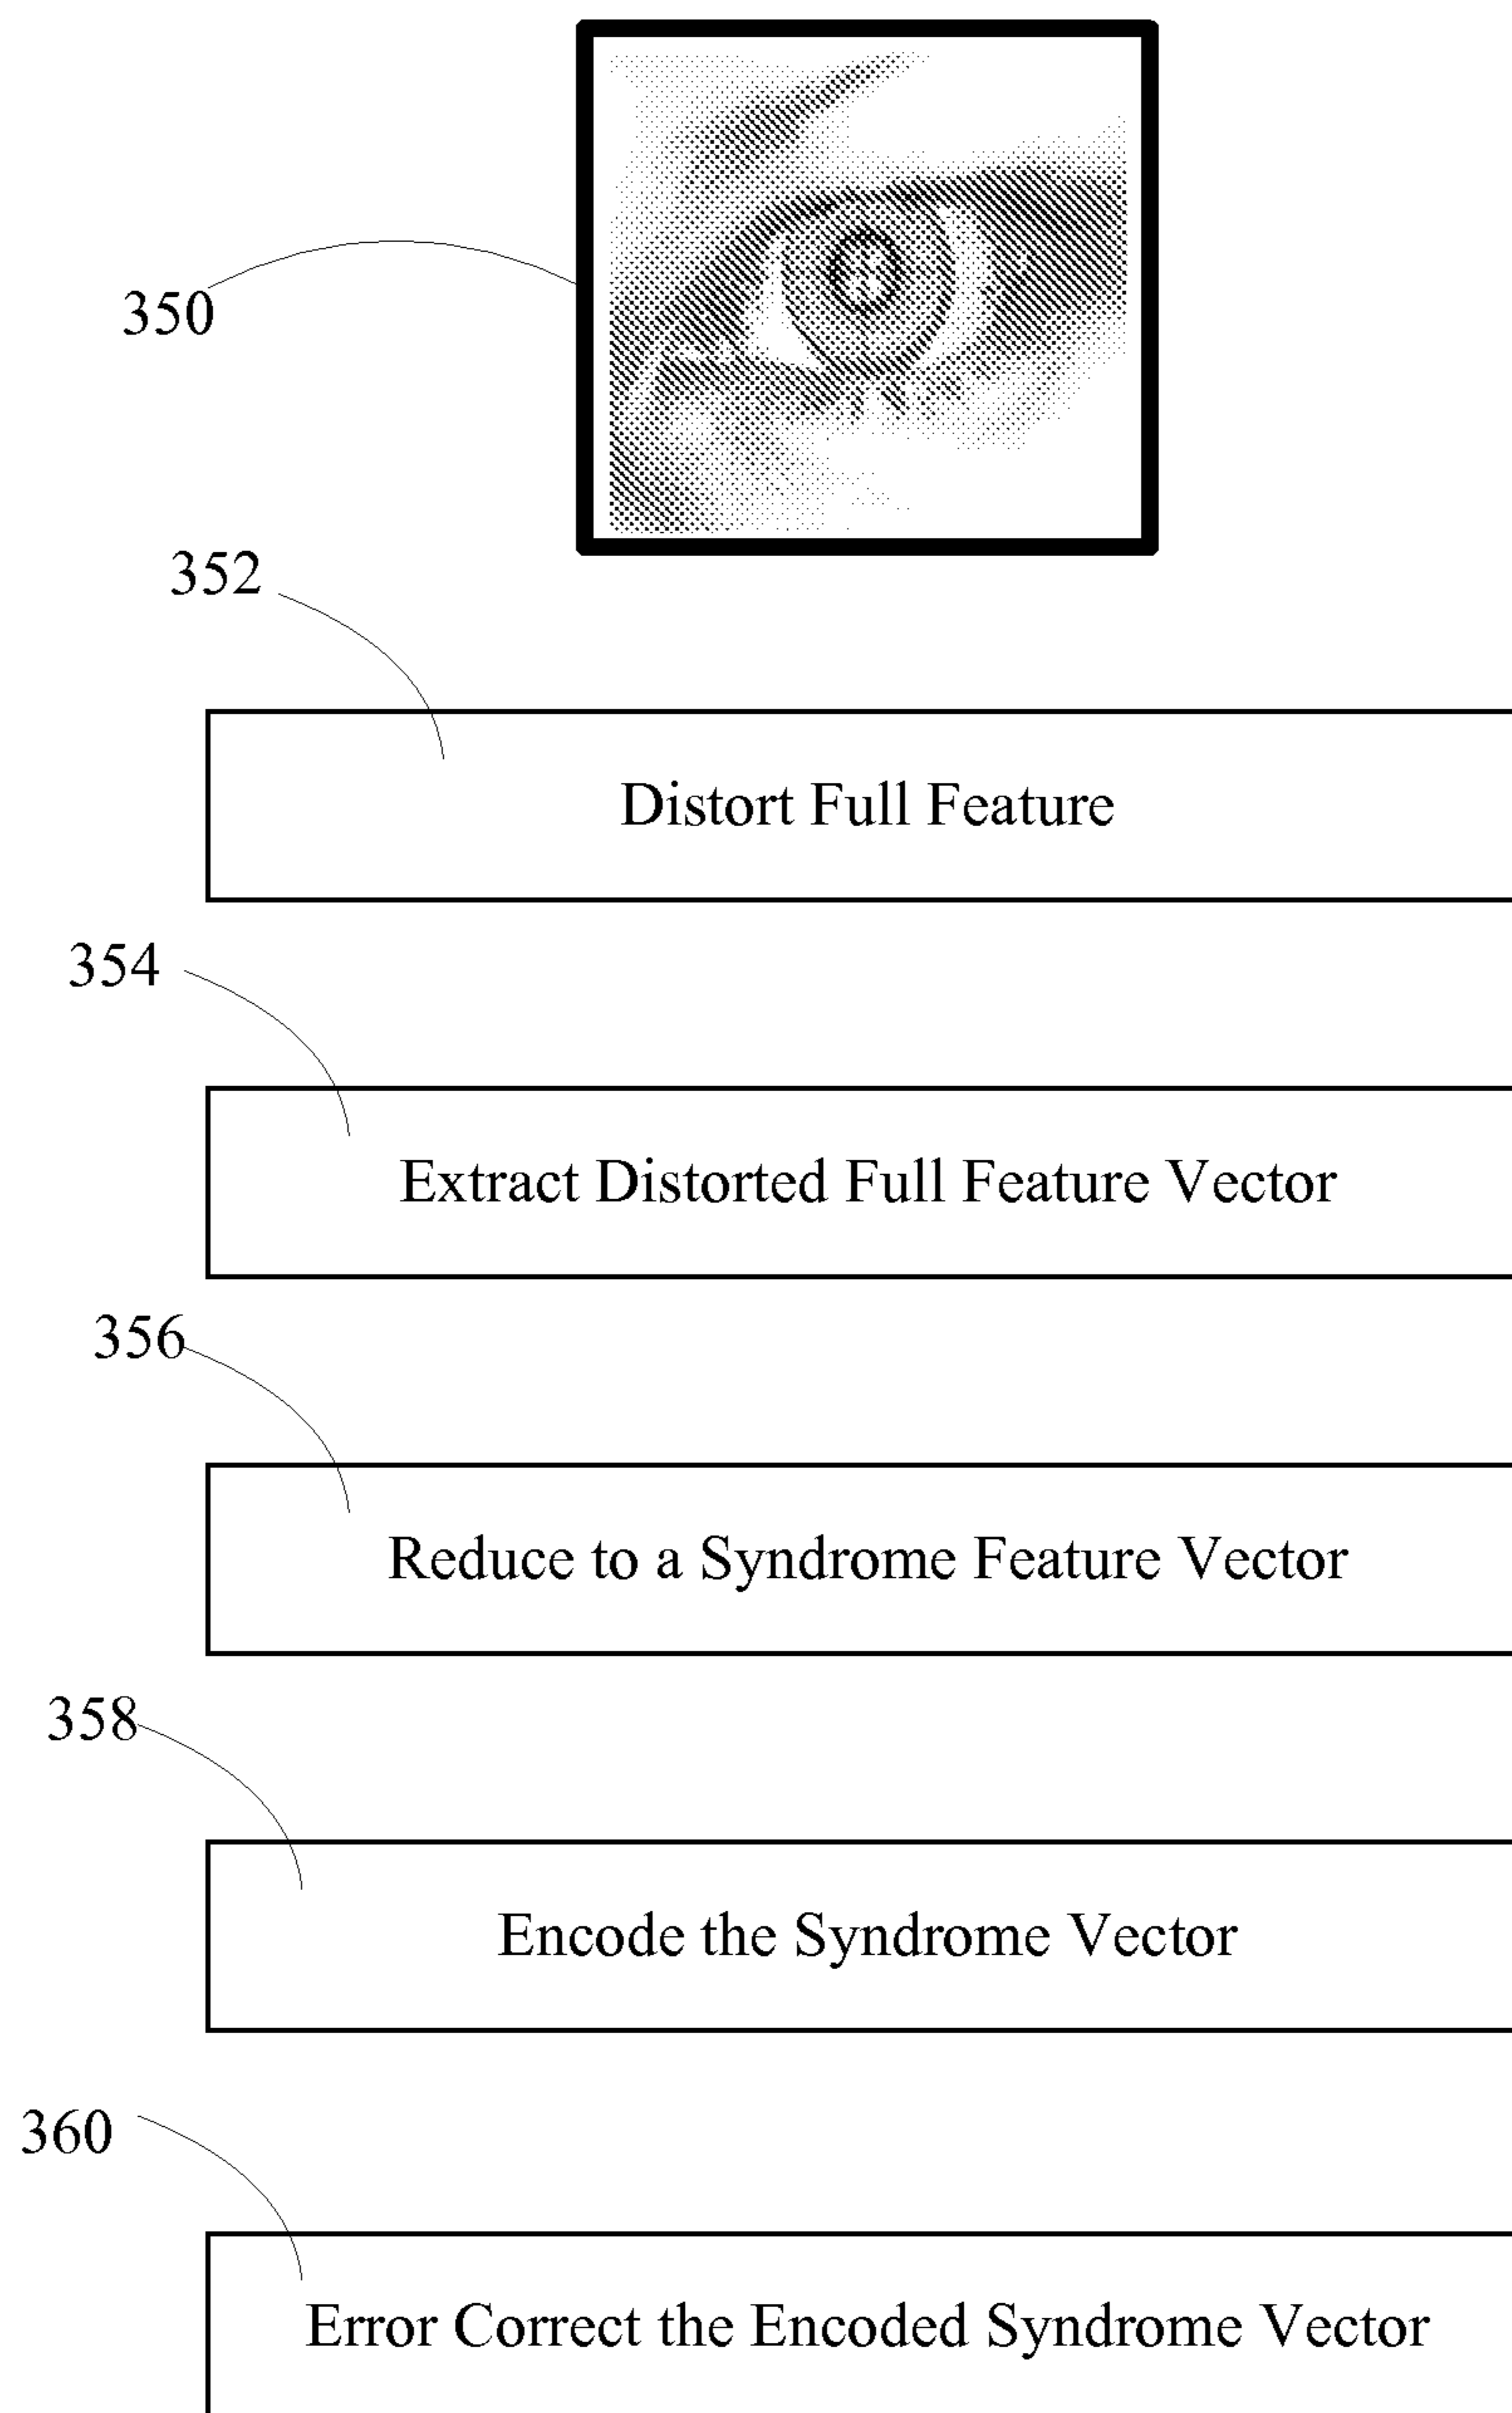 350
352
Distort Full Feature
354
Extract Distorted Full Feature Vector
356
Reduce to a Syndrome Feature Vector
358
Encode the Syndrome Vector
360
Error Correct the Encoded Syndrome Vector